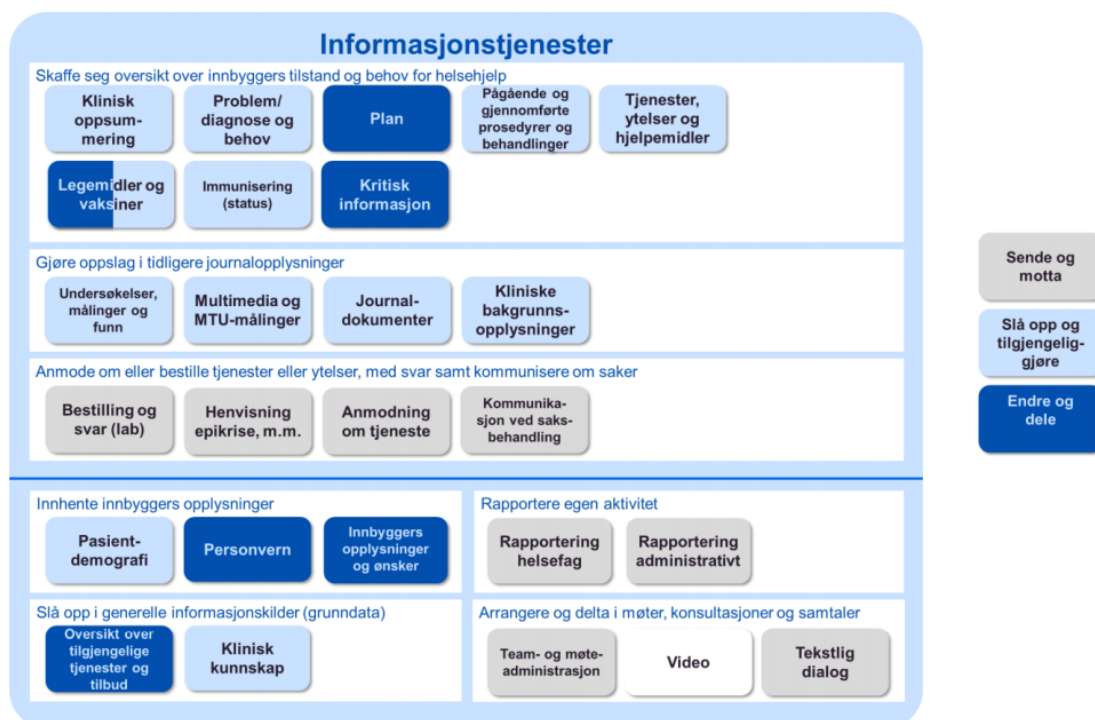 Informasjonstjenester
Skaffe seg oversikt over innbyggers tilstand og behov for helsehjelp
Klinisk
oppsum-
mering
Problem/
diagnose og
behov
Plan
Pågående og
gjennomførte
prosedyrer og
behandlinger
Tjenester,
ytelser og
hjelpemidler
Legemidler og
vaksiner
Immunisering
(status)
Kritisk
informasjon
Gjøre oppslag i tidligere journalopplysninger
Undersøkelser,
målinger og
funn
Multimedia og
MTU-målinger
Journal-
dokumenter
Kliniske
bakgrunns-
opplysninger
Anmode om eller bestille tjenester eller ytelser, med svar samt kommunisere om saker
Bestilling og
svar (lab)
Henvisning
epikrise, m.m.
Anmodning
om tjeneste
Kommunika-
sjon ved saks-
behandling
Innhente innbyggers opplysninger
Pasient-
demografi
Personvern
Innbyggers
opplysninger
og ønsker
Rapportere egen aktivitet
Rapportering
helsefag
Rapportering
administrativt
Slå opp i generelle informasjonskilder (grunndata)
Oversikt over
tilgjengelige
tjenester og
tilbud
Klinisk
kunnskap
Arrangere og delta i møter, konsultasjoner og samtaler
Team- og møte-
administrasjon
Video
Tekstlig
dialog
Sende og
motta
Slå opp og
tilgjengelig-
gjøre
Endre og
dele